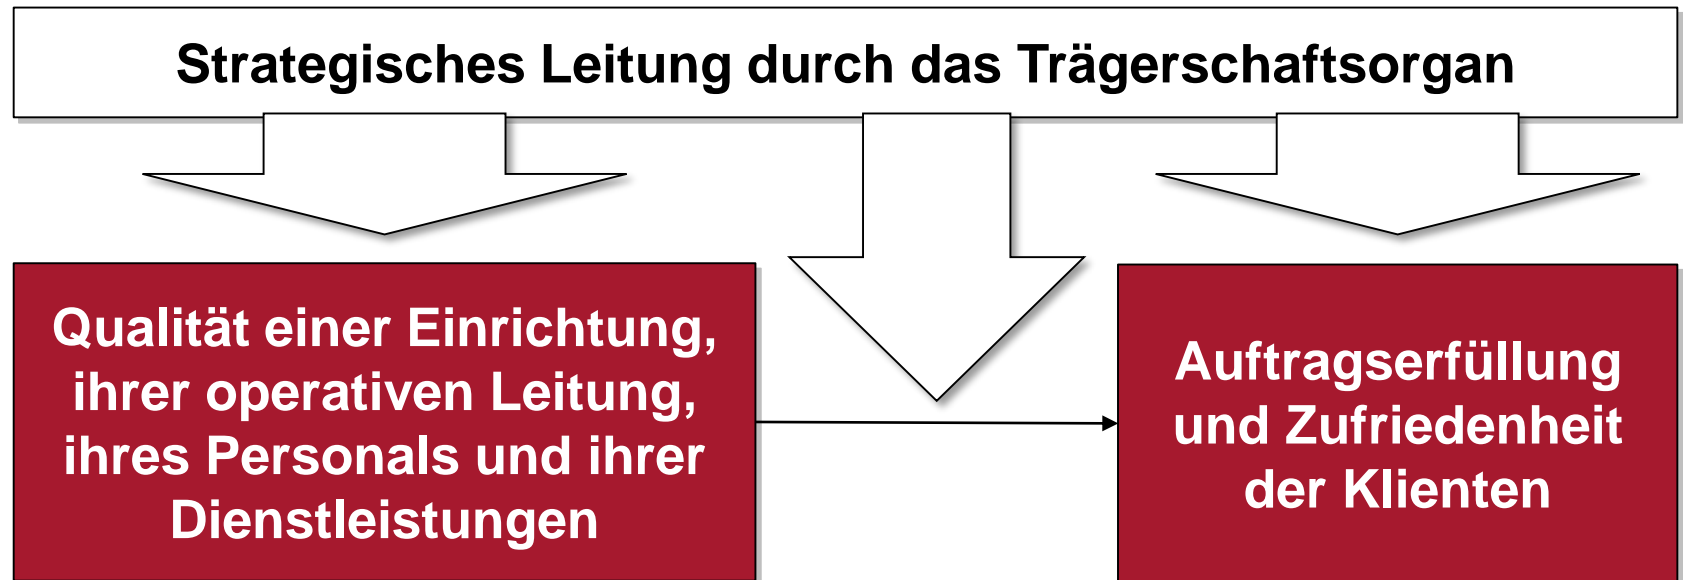 Strategisches Leitung durch das Trägerschaftsorgan
Qualität einer Einrichtung,
ihrer operativen Leitung,
ihres Personals und ihrer
Dienstleistungen
Auftragserfüllung
und Zufriedenheit
der Klienten